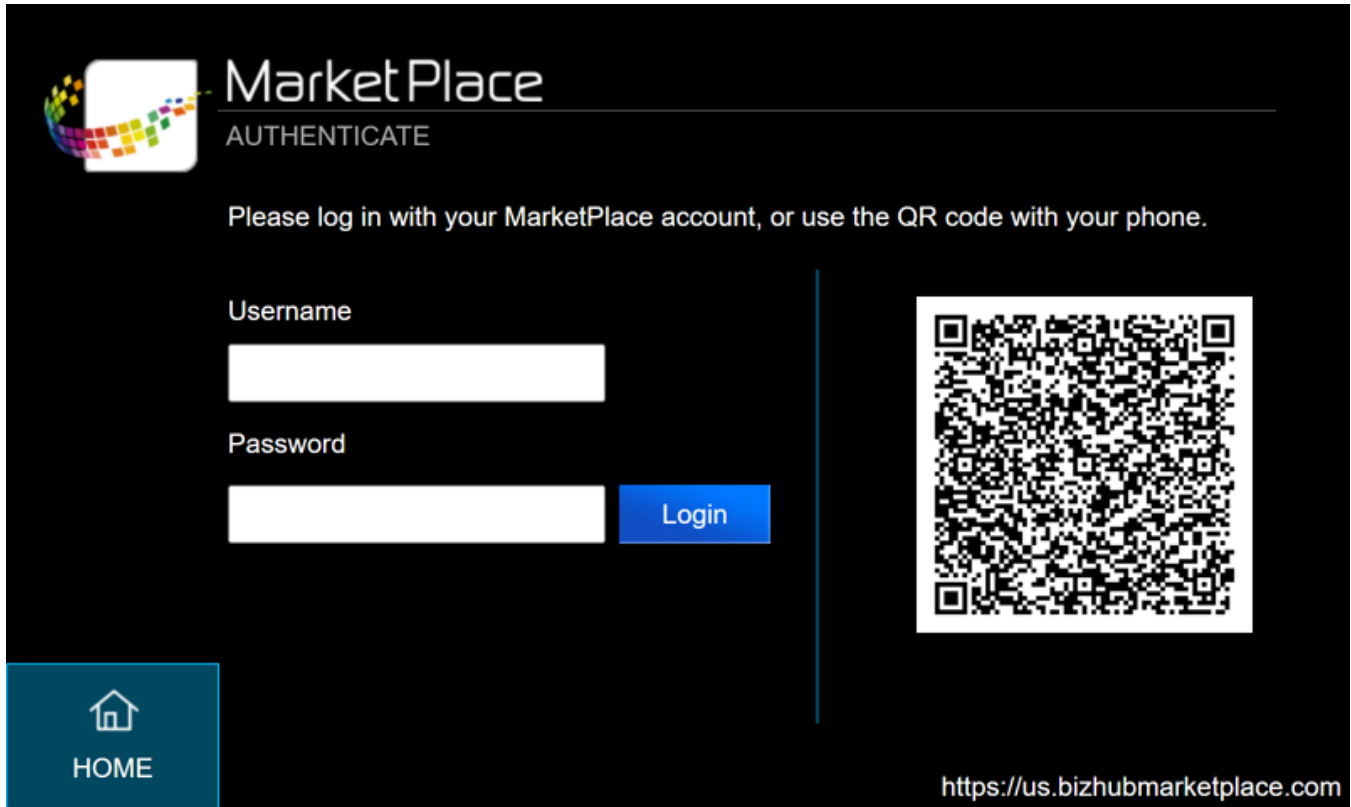 MarketPlace
AUTHENTICATE
Please log in with your MarketPlace account, or use the QR code with your phone.
Username
Password
Login
HOME
https://us.bizhubmarketplace.com